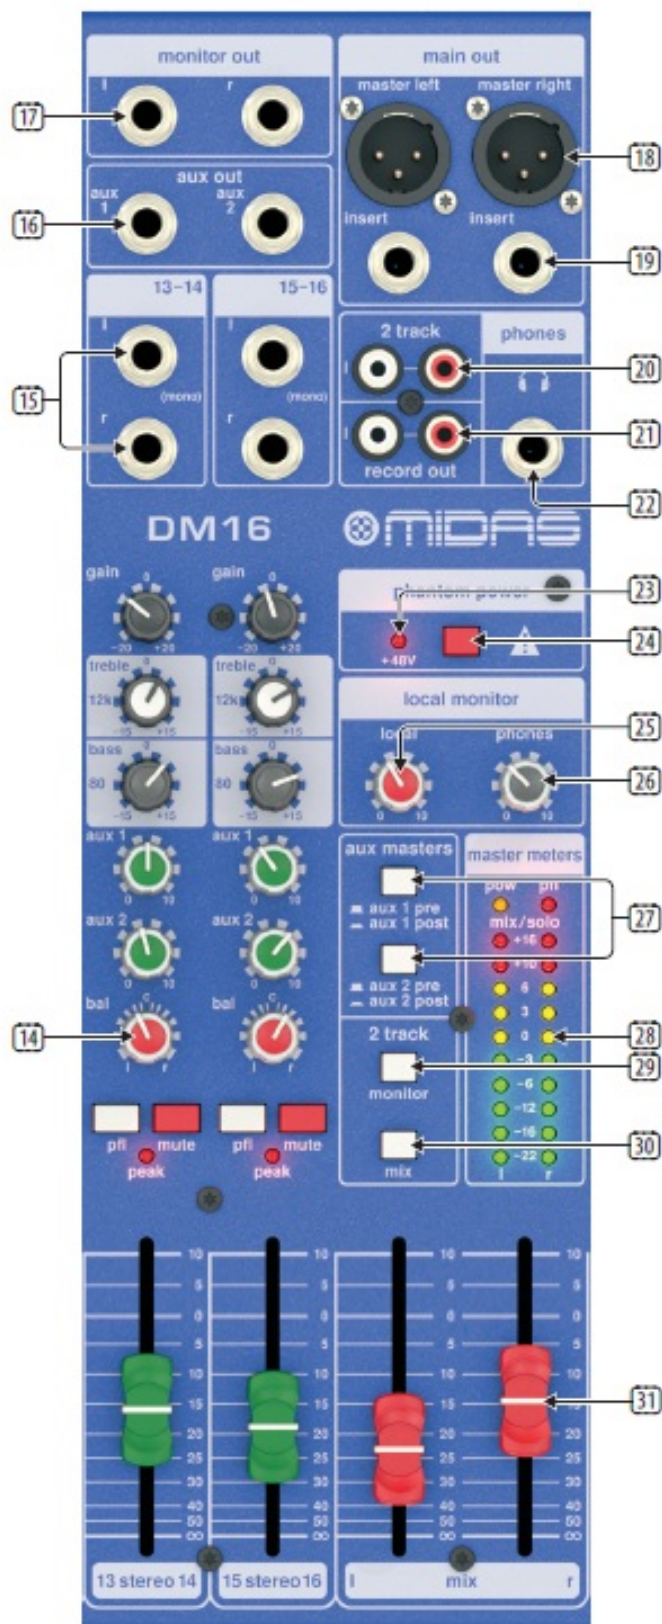 monitor out
main out
l
r
master left
master right
17
18
aux out
aux 1
aux 2
16
insert
insert
19
13-14
15-16
l
(mono)
r
l
(mono)
r
15
2 track
phones
l
20
l
21
record out
22
DM16
MIDAS
gain
0
-20
+20
gain
0
-20
+20
phantom power
23
24
+48V
treble
0
12k
-15
+15
treble
0
12k
-15
+15
local monitor
local
phones
25
26
0
10
0
10
bass
0
80
-15
+15
bass
0
80
-15
+15
aux 1
0
10
aux 1
0
10
aux masters
aux 1 pre
aux 1 post
aux 2 pre
aux 2 post
27
master meters
pow
pfl
mix/solo
+16
+10
6
3
0
28
-3
-6
-12
-16
-22
l
r
aux 2
0
10
aux 2
0
10
bal
c
l
r
bal
c
l
r
14
2 track
29
monitor
30
mix
pfl
mute
peak
pfl
mute
peak
10
10
10
10
5
5
5
5
0
0
0
0
5
5
5
5
10
10
10
10
15
15
15
15
31
20
20
20
20
25
25
25
25
30
30
30
30
40
40
40
40
50
50
50
50
∞
∞
∞
∞
13 stereo 14
15 stereo 16
l
mix
r